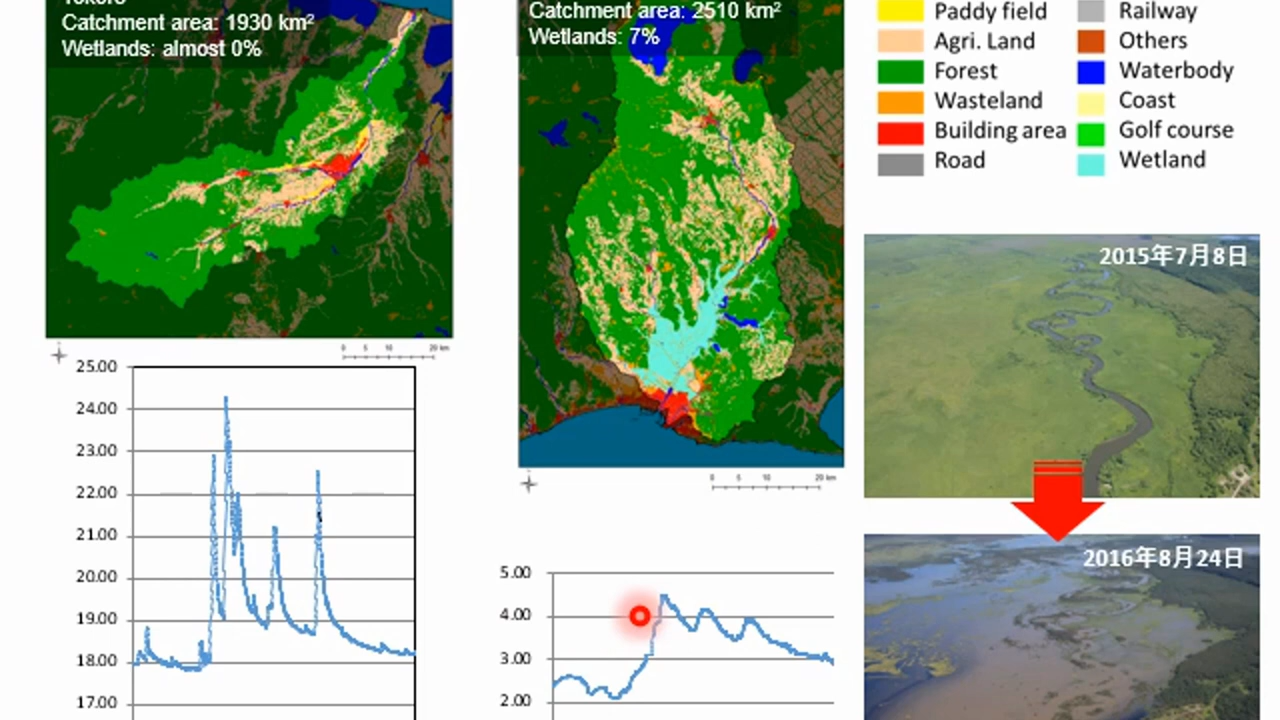 Catchment area: 1930 km²
Wetlands: almost 0%
Catchment area: 2510 km²
Wetlands: 7%
Paddy field
Agri. Land
Forest
Wasteland
Building area
Road
Railway
Others
Waterbody
Coast
Golf course
Wetland
2015年7月8日
2016年8月24日
0 5 10 20 km
25.00
24.00
23.00
22.00
21.00
20.00
19.00
18.00
17.00
0 5 10 20 km
5.00
4.00
3.00
2.00